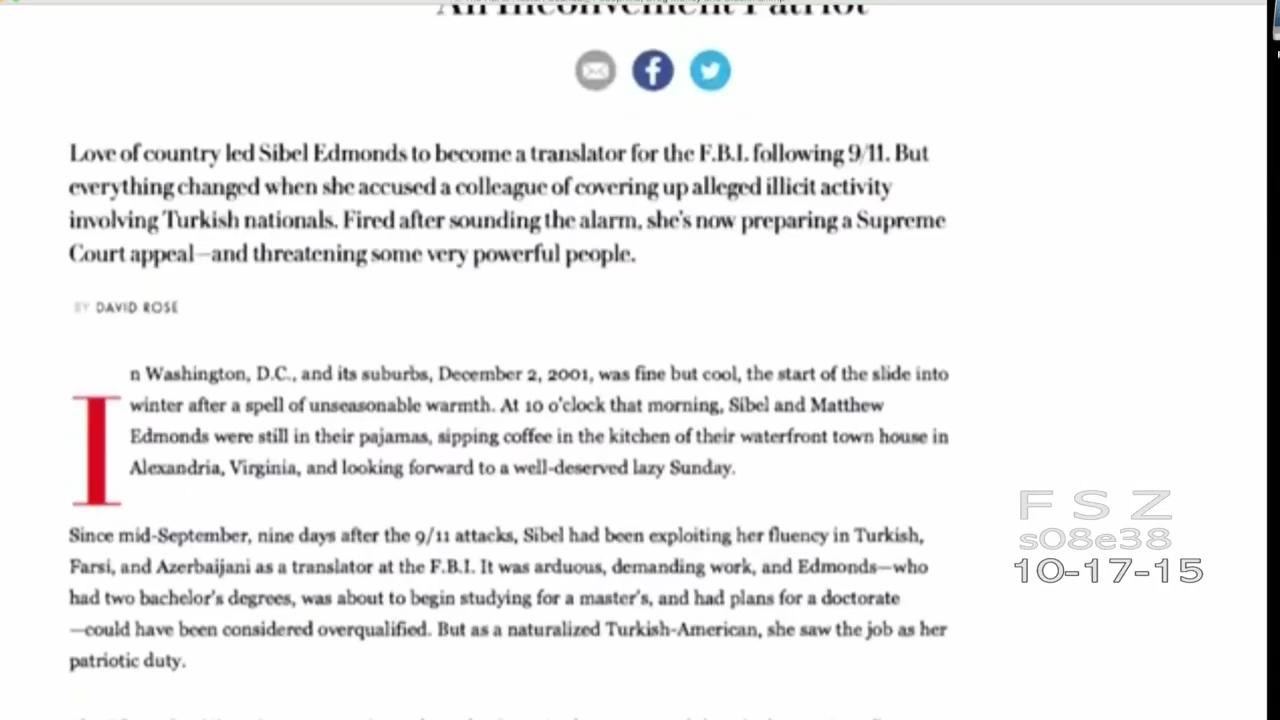 An Inconvenient Patriot
Love of country led Sibel Edmonds to become a translator for the F.B.I. following 9/11. But
everything changed when she accused a colleague of covering up alleged illicit activity
involving Turkish nationals. Fired after sounding the alarm, she's now preparing a Supreme
Court appeal—and threatening some very powerful people.
BY DAVID ROSE
In Washington, D.C., and its suburbs, December 2, 2001, was fine but cool, the start of the slide into
winter after a spell of unseasonable warmth. At 10 o'clock that morning, Sibel and Matthew
Edmonds were still in their pajamas, sipping coffee in the kitchen of their waterfront town house in
Alexandria, Virginia, and looking forward to a well-deserved lazy Sunday.
Since mid-September, nine days after the 9/11 attacks, Sibel had been exploiting her fluency in Turkish,
Farsi, and Azerbaijani as a translator at the F.B.I. It was arduous, demanding work, and Edmonds—who
had two bachelor's degrees, was about to begin studying for a master's, and had plans for a doctorate
—could have been considered overqualified. But as a naturalized Turkish-American, she saw the job as her
patriotic duty.
F S Z
s08e38
10-17-15